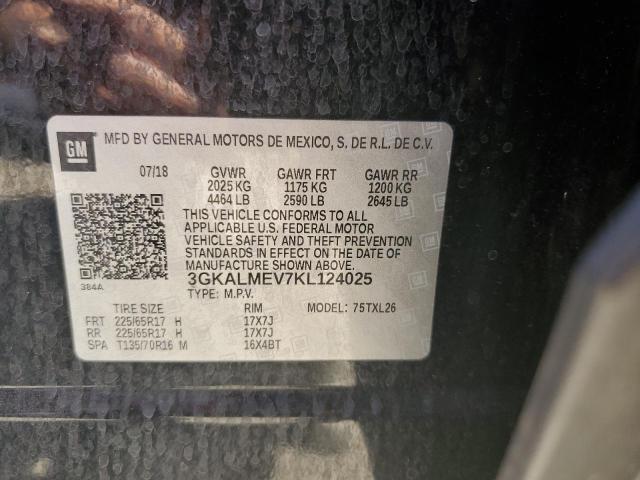 GM MFD BY GENERAL MOTORS DE MEXICO, S. DE R.L. DE C.V.
07/18 GVWR GAWR FRT GAWR RR
2025 KG 1175 KG 1200 KG
4464 LB 2590 LB 2645 LB
THIS VEHICLE CONFORMS TO ALL
APPLICABLE U.S. FEDERAL MOTOR
VEHICLE SAFETY AND THEFT PREVENTION
STANDARDS IN EFFECT ON THE DATE OF
MANUFACTURE SHOWN ABOVE.
384A 3GKALMEV7KL124025
TYPE: M.P.V.
TIRE SIZE RIM MODEL: 75TXL26
FRT 225/65R17 H 17X7J
RR 225/65R17 H 17X7J
SPA T135/70R16 M 16X4BT